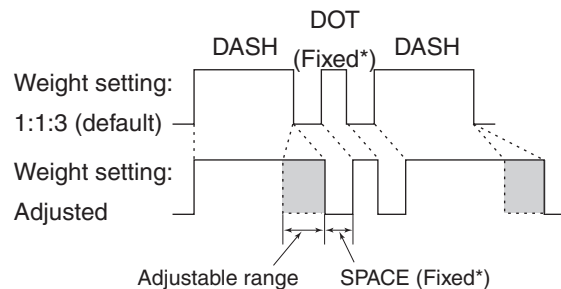 DOT
DASH (Fixed*) DASH
Weight setting:
1:1:3 (default)
Weight setting:
Adjusted
Adjustable range SPACE (Fixed*)